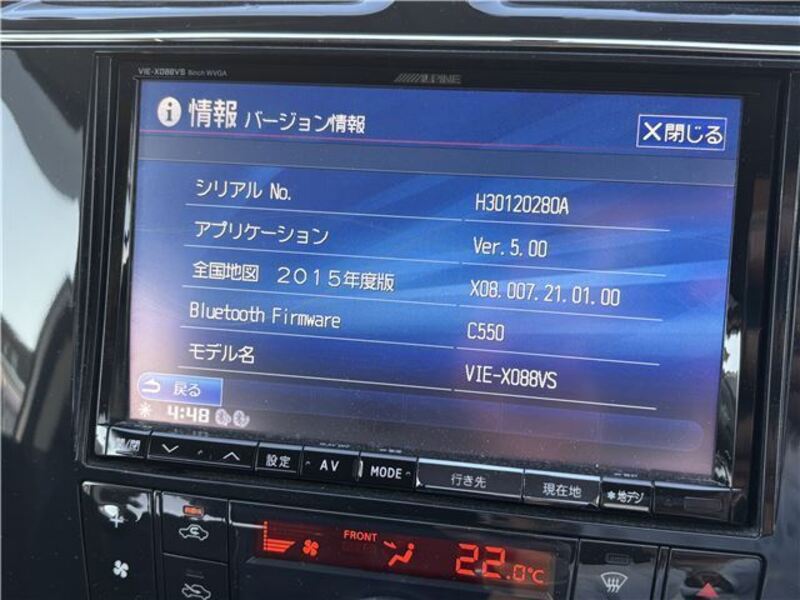 VIE-X088VS 8inch WVGA
ALPINE
情報 バージョン情報
×閉じる
シリアル No. H30120280A
アプリケーション Ver.5.00
全国地図 2015年度版 X08.007.21.01.00
Bluetooth Firmware C550
モデル名 VIE-X088VS
戻る
4:48
開/閉 設定 AV MODE 行き先 現在地 *地デジ
FRONT
22.0°C